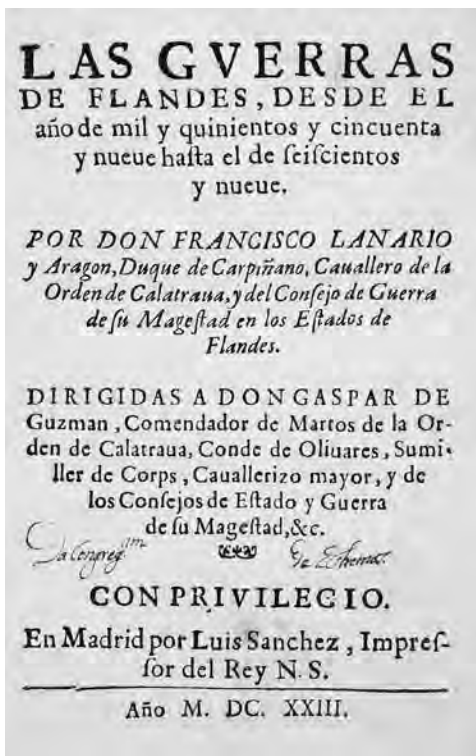 LAS GVERRAS
DE FLANDES, DESDE EL
año de mil y quinientos y cincuenta
y nueue haſta el de ſeiſcientos
y nueue.
POR DON FRANCISCO LANARIO
y Aragon, Duque de Carpiñano, Cauallero de la
Orden de Calatraua, y del Conſejo de Guerra
de ſu Mageſtad en los Eſtados de
Flandes.
DIRIGIDAS A DON GASPAR DE
Guzman, Comendador de Martos de la Or-
den de Calatraua, Conde de Oliuares, Sumi-
ller de Corps, Cauallerizo mayor, y de
los Conſejos de Eſtado y Guerra
de ſu Mageſtad, &c.
CON PRIVILEGIO.
En Madrid por Luis Sanchez, Impreſ-
ſor del Rey N. S.
Año M. DC. XXIII.